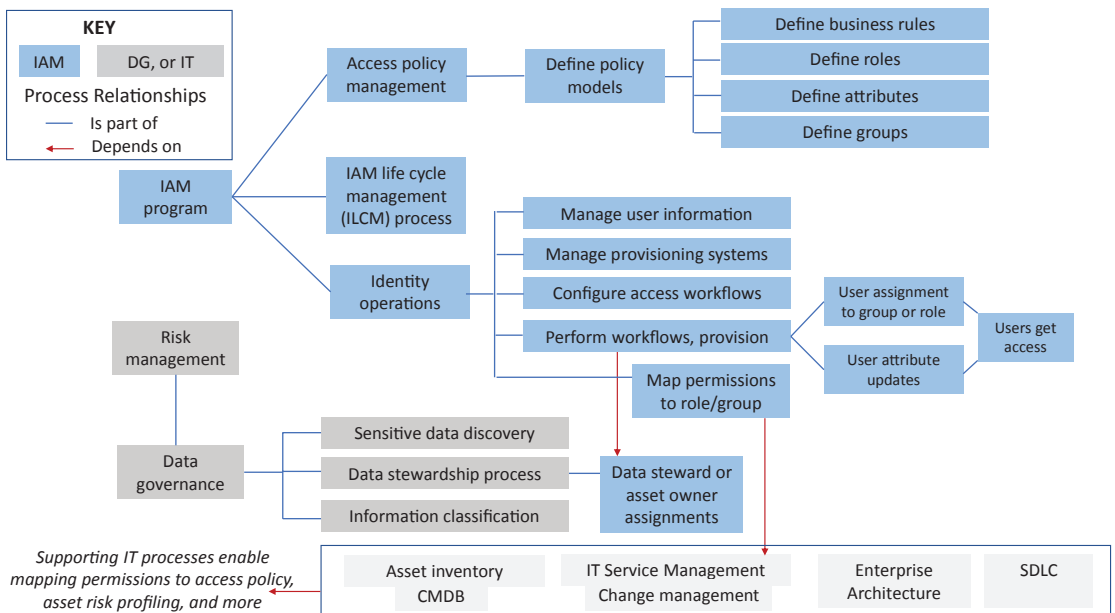 KEY
IAM
DG, or IT
Process Relationships
Is part of
Depends on
IAM
program
Access policy
management
Define policy
models
Define business rules
Define roles
Define attributes
Define groups
IAM life cycle
management
(ILCM) process
Identity
operations
Manage user information
Manage provisioning systems
Configure access workflows
Perform workflows, provision
Map permissions
to role/group
User assignment
to group or role
User attribute
updates
Users get
access
Risk
management
Data
governance
Sensitive data discovery
Data stewardship process
Information classification
Data steward or
asset owner
assignments
Supporting IT processes enable
mapping permissions to access policy,
asset risk profiling, and more
Asset inventory
CMDB
IT Service Management
Change management
Enterprise
Architecture
SDLC